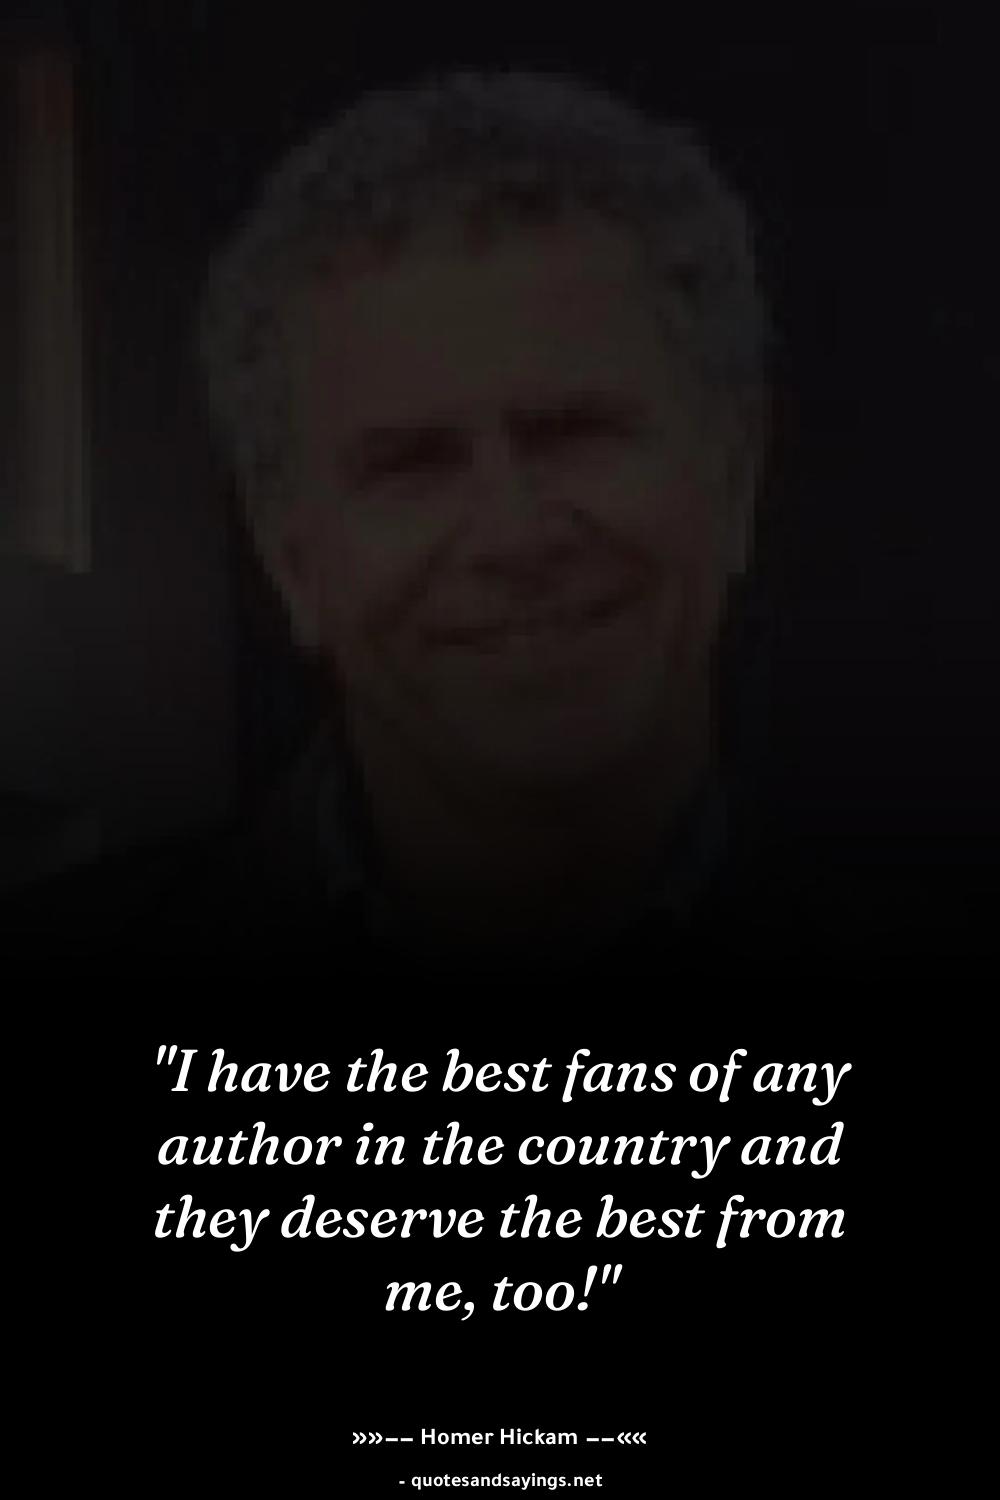 "I have the best fans of any
author in the country and
they deserve the best from
me, too!"
»»−− Homer Hickam −−««
- quotesandsayings.net